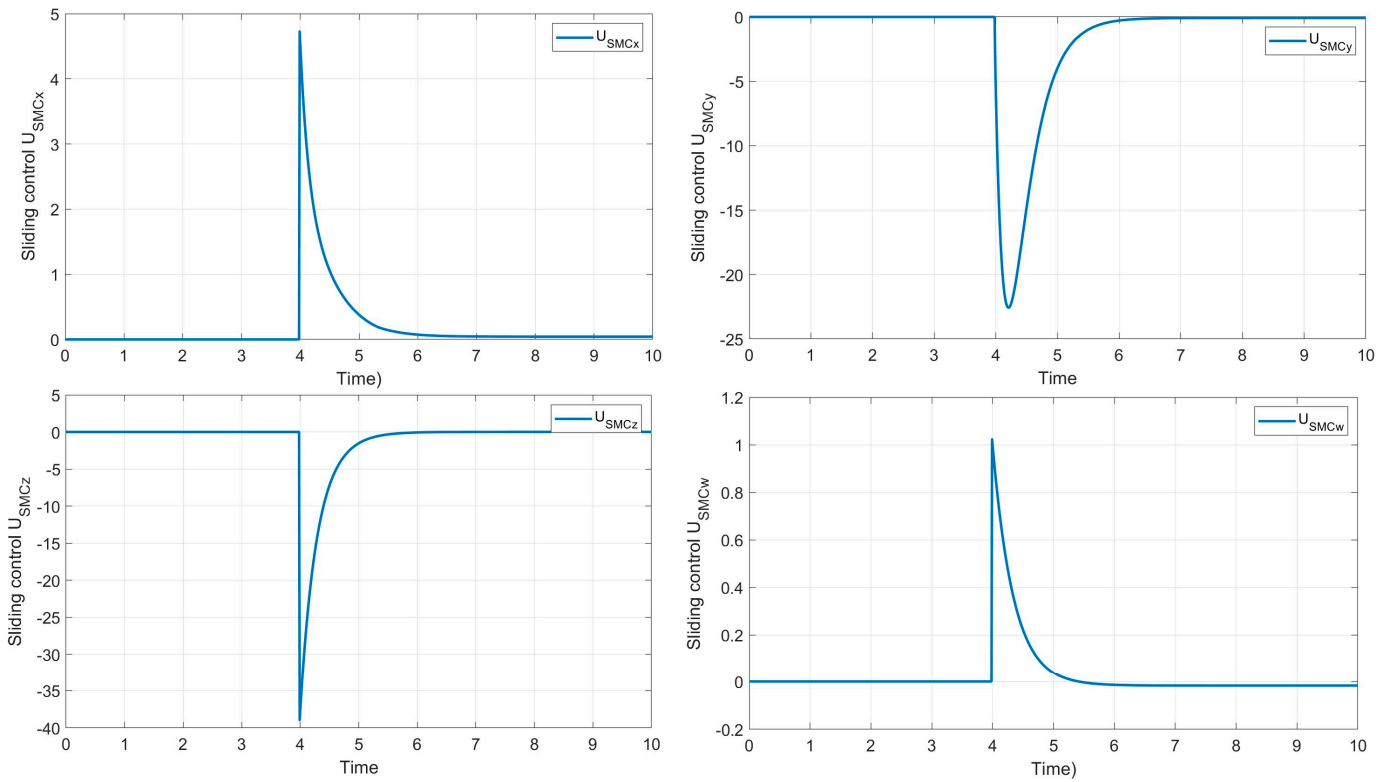 5
4
3
2
1
0
Sliding control U_SMCx
U_SMCx
0 1 2 3 4 5 6 7 8 9 10
Time)
0
-5
-10
-15
-20
-25
Sliding control U_SMCy
U_SMCy
0 1 2 3 4 5 6 7 8 9 10
Time
5
0
-5
-10
-15
-20
-25
-30
-35
-40
Sliding control U_SMCz
U_SMCz
0 1 2 3 4 5 6 7 8 9 10
Time
1.2
1
0.8
0.6
0.4
0.2
0
-0.2
Sliding control U_SMCw
U_SMCw
0 1 2 3 4 5 6 7 8 9 10
Time)